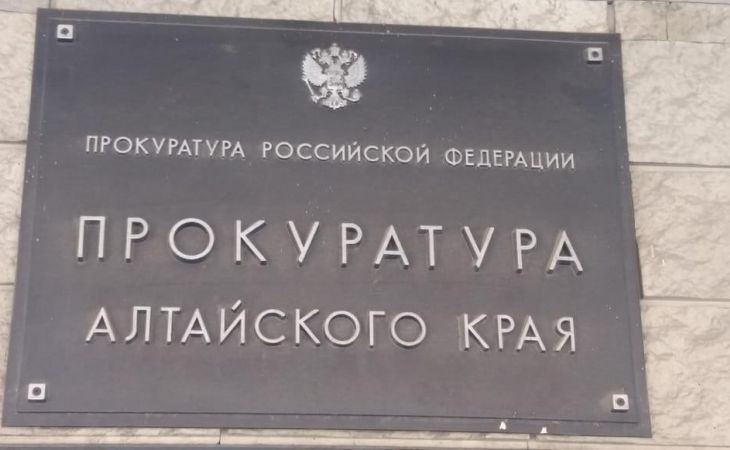 ПРОКУРАТУРА РОССИЙСКОЙ ФЕДЕРАЦИИ
ПРОКУРАТУРА
АЛТАЙСКОГО КРАЯ